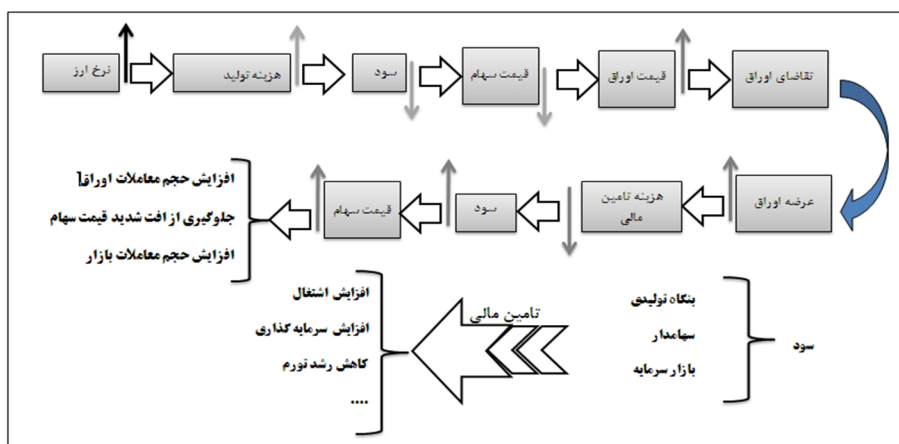 نرخ ارز
هزینه تولید
سود
قیمت سهام
قیمت اوراق
تقاضای اوراق
عرضه اوراق
هزینه تامین
مالی
سود
قیمت سهام
افزایش حجم معاملات اوراق[
جلوگیری از افت شدید قیمت سهام
افزایش حجم معاملات بازار
سود
بنگاه تولیدی
سهامدار
بازار سرمایه
تامین مالی
افزایش اشتغال
افزایش سرمایه گذاری
کاهش رشد تورم
....